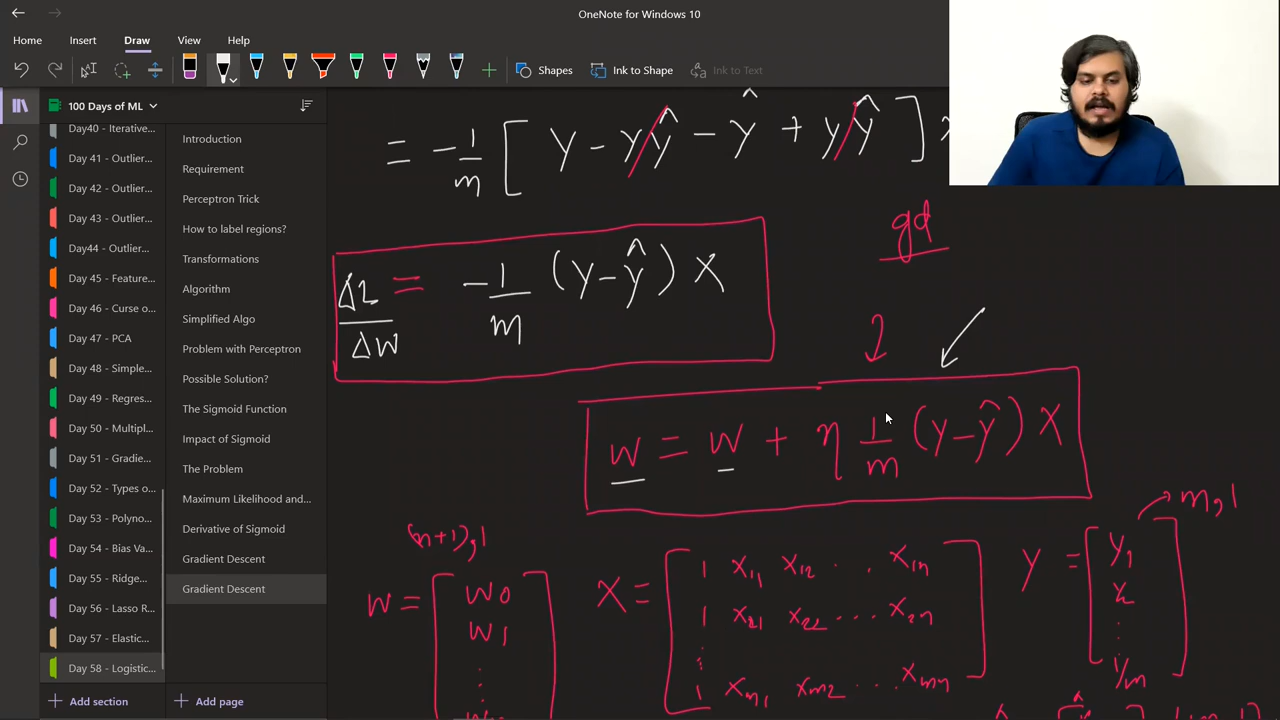 OneNote for Windows 10
Home Insert Draw View Help
Shapes Ink to Shape Ink to Text
100 Days of ML
Day40 - Iterative...
Day 41 - Outlier...
Day 42 - Outlier...
Day 43 - Outlier...
Day44 - Outlier...
Day 45 - Feature...
Day 46 - Curse o...
Day 47 - PCA
Day 48 - Simple...
Day 49 - Regres...
Day 50 - Multipl...
Day 51 - Gradie...
Day 52 - Types o...
Day 53 - Polyno...
Day 54 - Bias Va...
Day 55 - Ridge...
Day 56 - Lasso R...
Day 57 - Elastic...
Day 58 - Logistic...
Add section
Introduction
Requirement
Perceptron Trick
How to label regions?
Transformations
Algorithm
Simplified Algo
Problem with Perceptron
Possible Solution?
The Sigmoid Function
Impact of Sigmoid
The Problem
Maximum Likelihood and...
Derivative of Sigmoid
Gradient Descent
Gradient Descent
Add page
= -1/m [ y - yŷ - ŷ + yŷ ]
gd
ΔL/ΔW = -1/m (y-ŷ) X
W = W + η 1/m (y-ŷ) X
(n+1),1
m,1
W = [ W0
W1
⋮
X = [ 1 X11 X12 ... X1n
1 X21 X22 ... X2n
⋮
1 Xm1 Xm2 ... Xmn ]
Y = [ y1
y2
⋮
ym ]